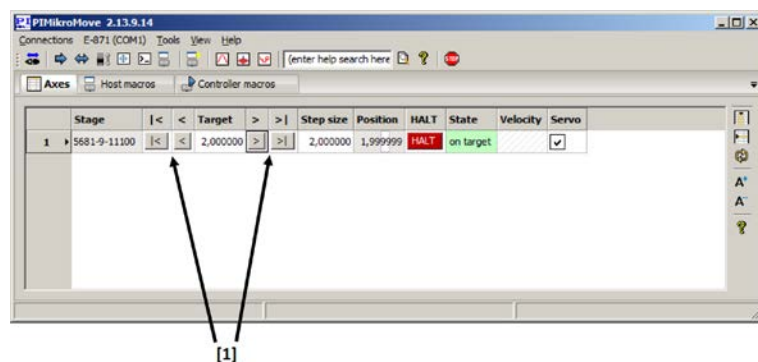 PIMikroMove 2.13.9.14
Connections E-871 (COM1) Tools View Help
(enter help search here STOP
Axes Host macros Controller macros
Stage |< < Target > >| Step size Position HALT State Velocity Servo
1 5681-9-11100 |< < 2,000000 > >| 2,000000 1,999999 HALT on target
A+
A-
[1]